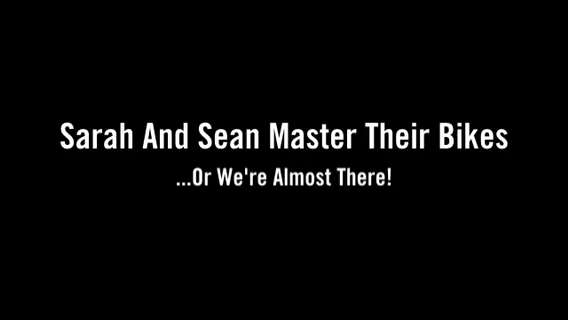 Sarah And Sean Master Their Bikes
...Or We're Almost There!